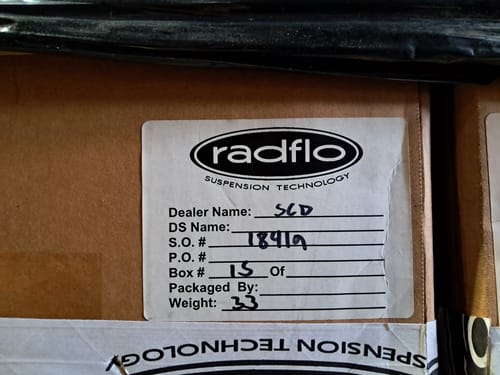 radflo
SUSPENSION TECHNOLOGY
Dealer Name: SCD
DS Name:
S.O. # 18419
P.O. #
Box # 15 Of
Packaged By:
Weight: 33
SPENSION TECHNOLOGY